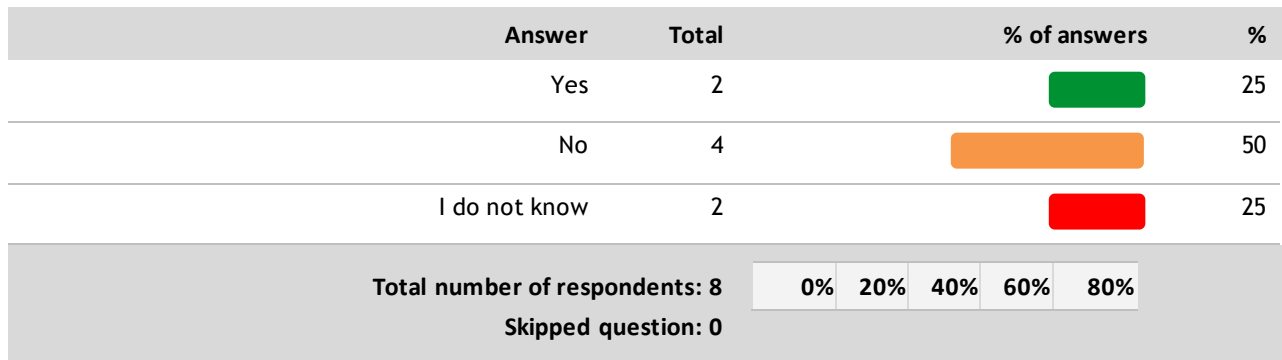 Answer Total % of answers %
Yes 2 25
No 4 50
I do not know 2 25
Total number of respondents: 8 0% 20% 40% 60% 80%
Skipped question: 0